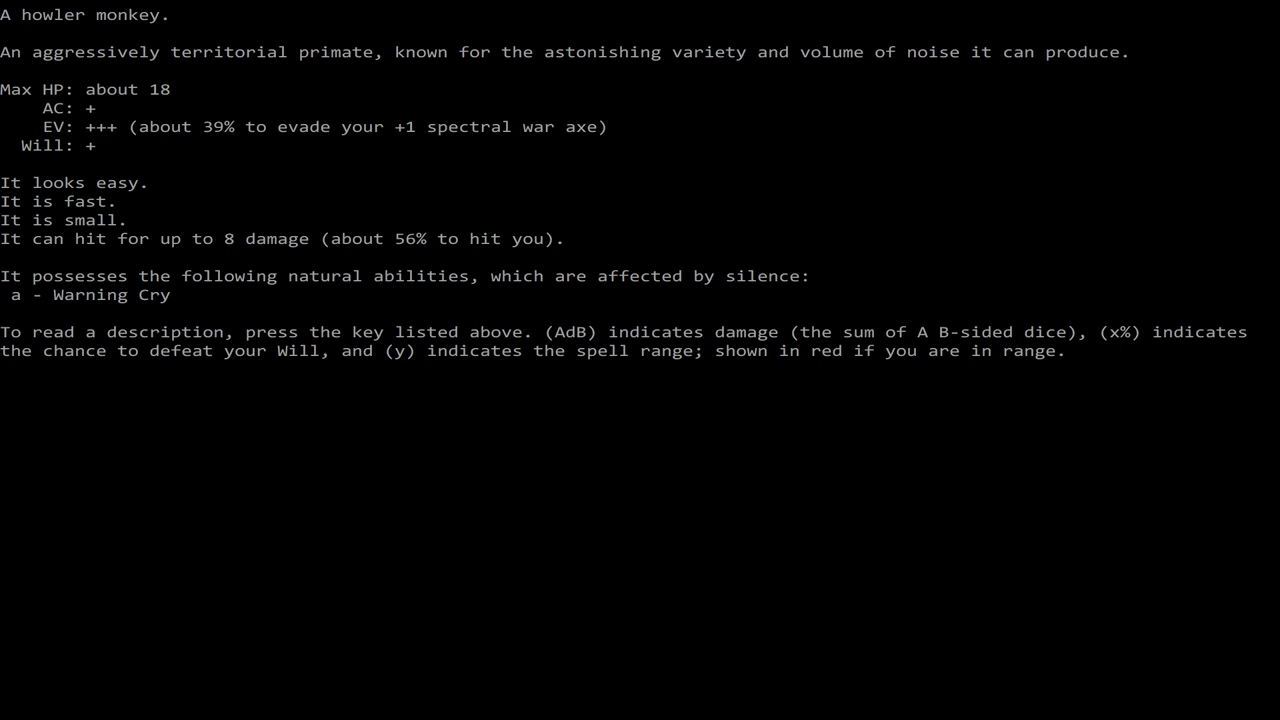 A howler monkey.
An aggressively territorial primate, known for the astonishing variety and volume of noise it can produce.
Max HP: about 18
AC: +
EV: +++ (about 39% to evade your +1 spectral war axe)
Will: +
It looks easy.
It is fast.
It is small.
It can hit for up to 8 damage (about 56% to hit you).
It possesses the following natural abilities, which are affected by silence:
a - Warning Cry
To read a description, press the key listed above. (AdB) indicates damage (the sum of A B-sided dice), (x%) indicates
the chance to defeat your Will, and (y) indicates the spell range; shown in red if you are in range.